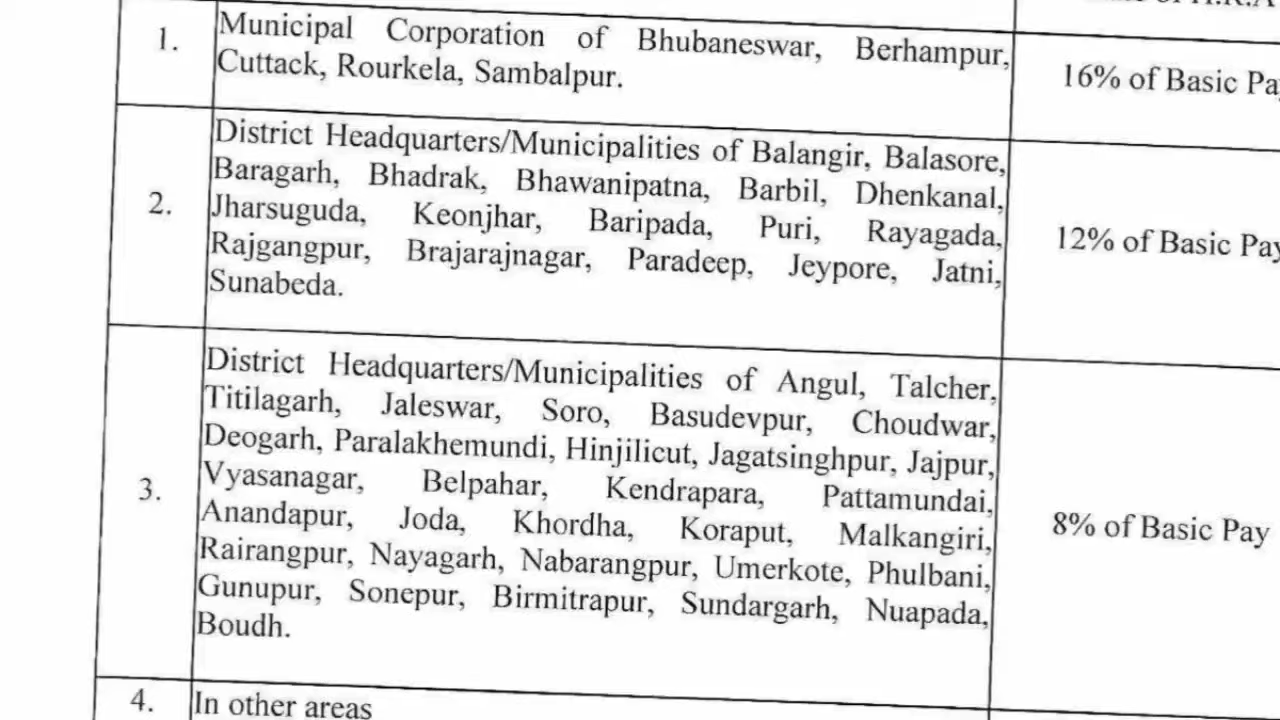 1.
Municipal Corporation of Bhubaneswar, Berhampur,
Cuttack, Rourkela, Sambalpur.
16% of Basic Pay
2.
District Headquarters/Municipalities of Balangir, Balasore,
Baragarh, Bhadrak, Bhawanipatna, Barbil, Dhenkanal,
Jharsuguda, Keonjhar, Baripada, Puri, Rayagada,
Rajgangpur, Brajarajnagar, Paradeep, Jeypore, Jatni,
Sunabeda.
12% of Basic Pay
3.
District Headquarters/Municipalities of Angul, Talcher,
Titilagarh, Jaleswar, Soro, Basudevpur, Choudwar,
Deogarh, Paralakhemundi, Hinjilicut, Jagatsinghpur, Jajpur,
Vyasanagar, Belpahar, Kendrapara, Pattamundai,
Anandapur, Joda, Khordha, Koraput, Malkangiri,
Rairangpur, Nayagarh, Nabarangpur, Umerkote, Phulbani,
Gunupur, Sonepur, Birmitrapur, Sundargarh, Nuapada,
Boudh.
8% of Basic Pay
4.
In other areas